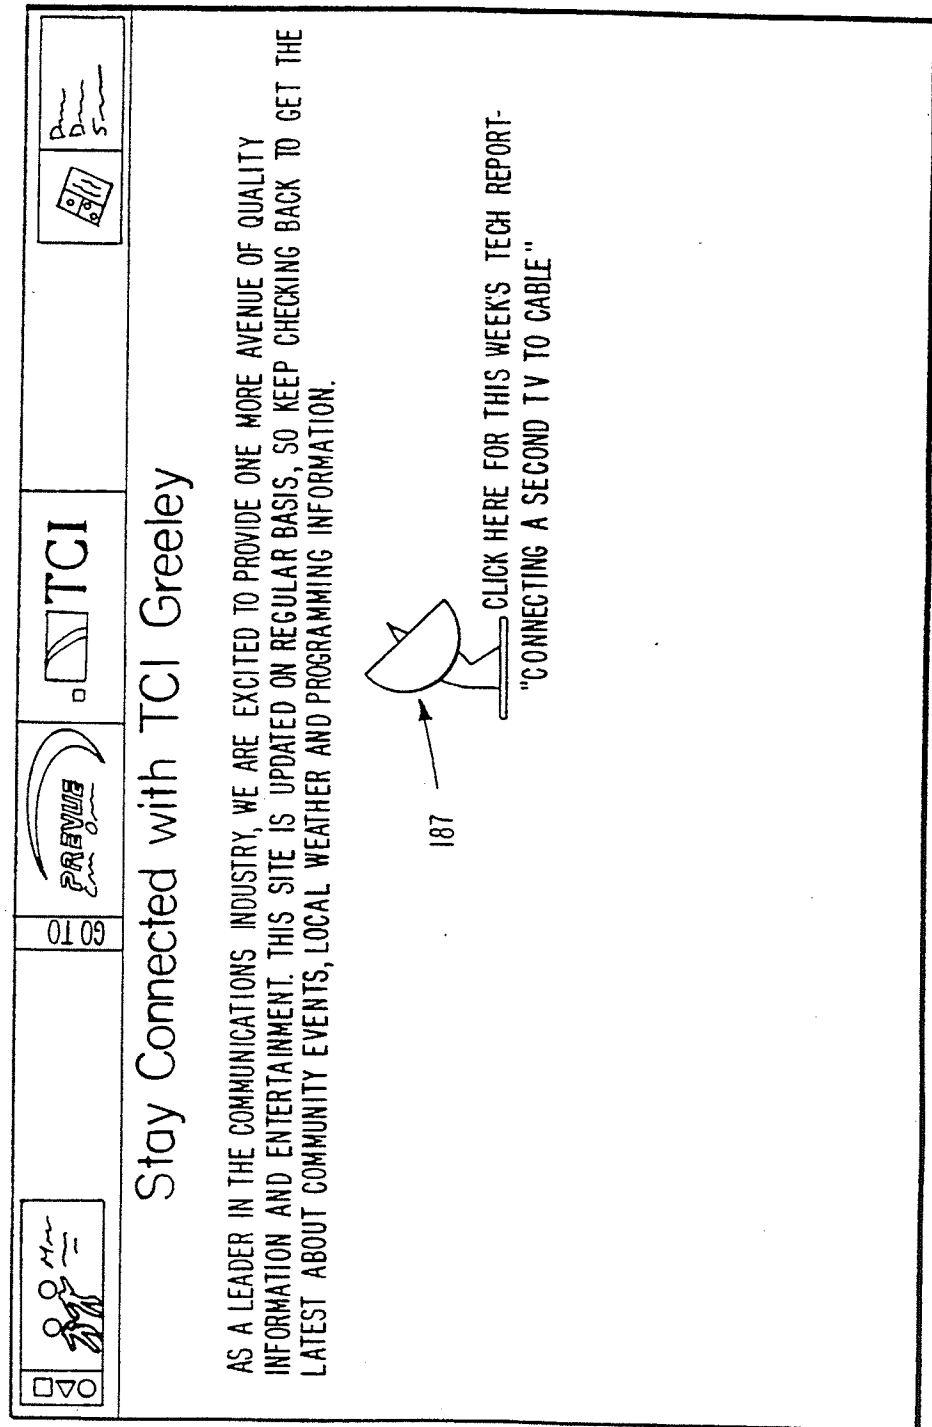 GO TO
PREVUE
TCI
Stay Connected with TCI Greeley
AS A LEADER IN THE COMMUNICATIONS INDUSTRY, WE ARE EXCITED TO PROVIDE ONE MORE AVENUE OF QUALITY
INFORMATION AND ENTERTAINMENT. THIS SITE IS UPDATED ON REGULAR BASIS, SO KEEP CHECKING BACK TO GET THE
LATEST ABOUT COMMUNITY EVENTS, LOCAL WEATHER AND PROGRAMMING INFORMATION.
187
CLICK HERE FOR THIS WEEK'S TECH REPORT-
"CONNECTING A SECOND TV TO CABLE"